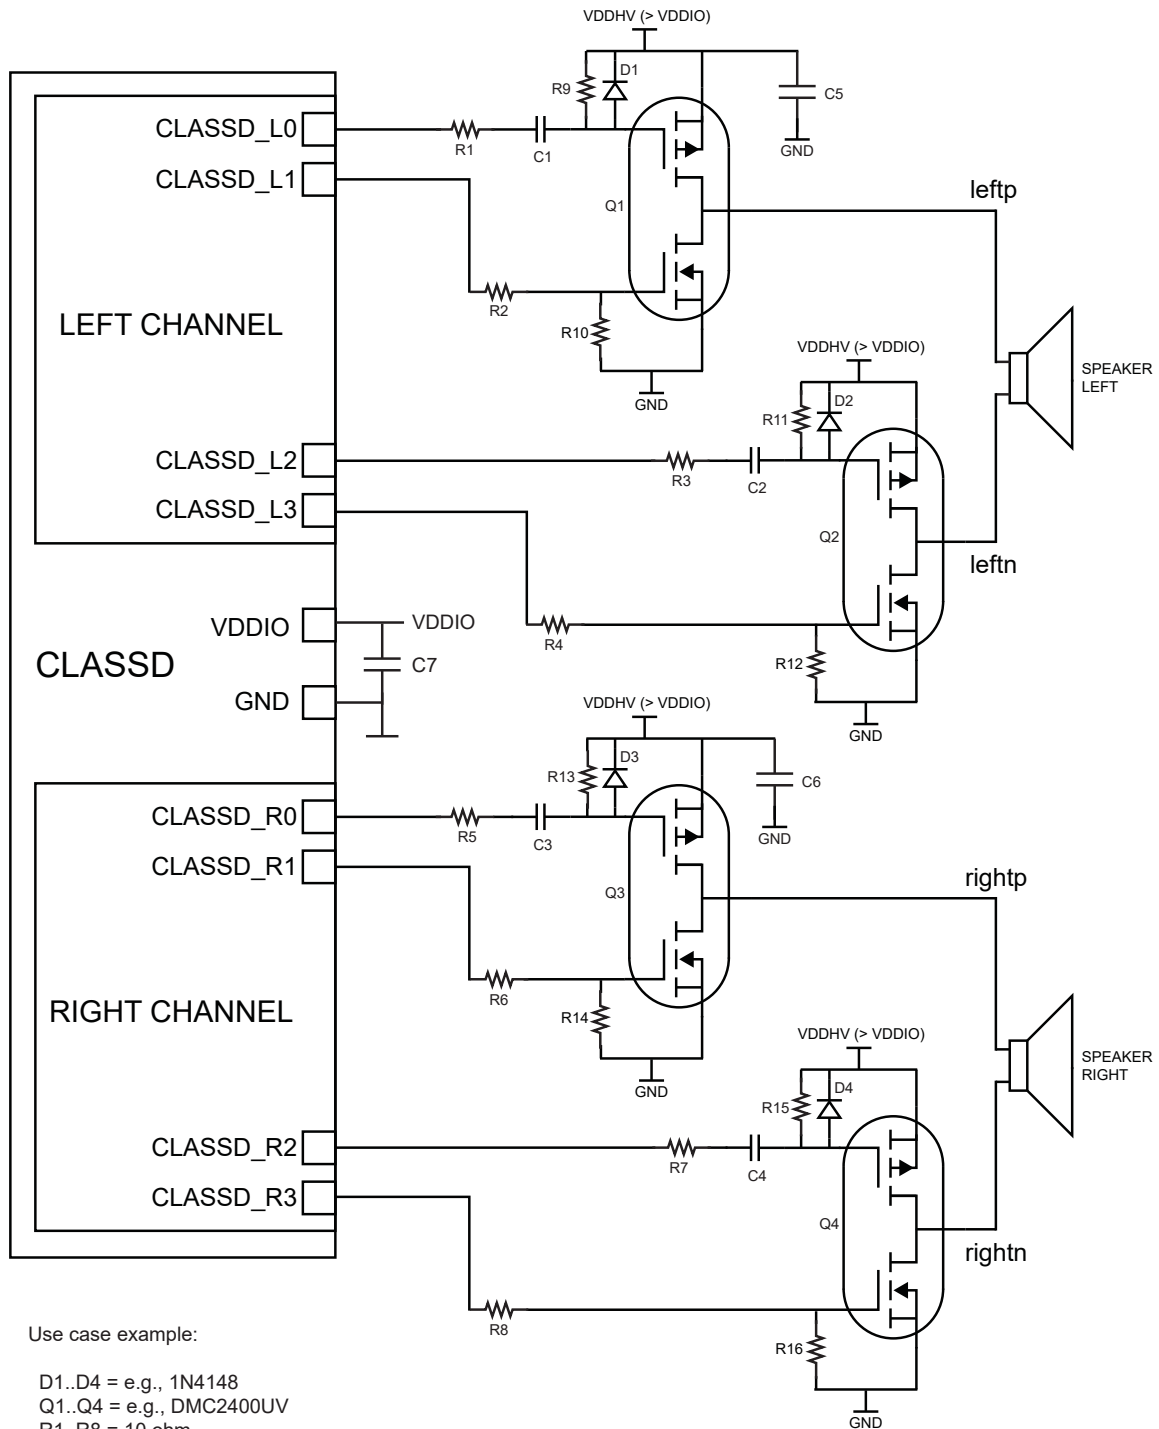 VDDHV (> VDDIO)
D1
R9
C5
CLASSD_L0
R1
C1
GND
CLASSD_L1
leftp
Q1
R2
LEFT CHANNEL
R10
VDDHV (> VDDIO)
SPEAKER
LEFT
GND
D2
R11
CLASSD_L2
R3
C2
CLASSD_L3
Q2
leftn
VDDIO
VDDIO
R4
CLASSD
C7
R12
GND
VDDHV (> VDDIO)
GND
D3
R13
C6
CLASSD_R0
R5
C3
GND
CLASSD_R1
rightp
Q3
R6
RIGHT CHANNEL
R14
VDDHV (> VDDIO)
SPEAKER
RIGHT
GND
D4
R15
CLASSD_R2
R7
C4
CLASSD_R3
Q4
rightn
R8
Use case example:
R16
D1..D4 = e.g., 1N4148
Q1..Q4 = e.g., DMC2400UV
GND
R1..R8 = 10 ohm